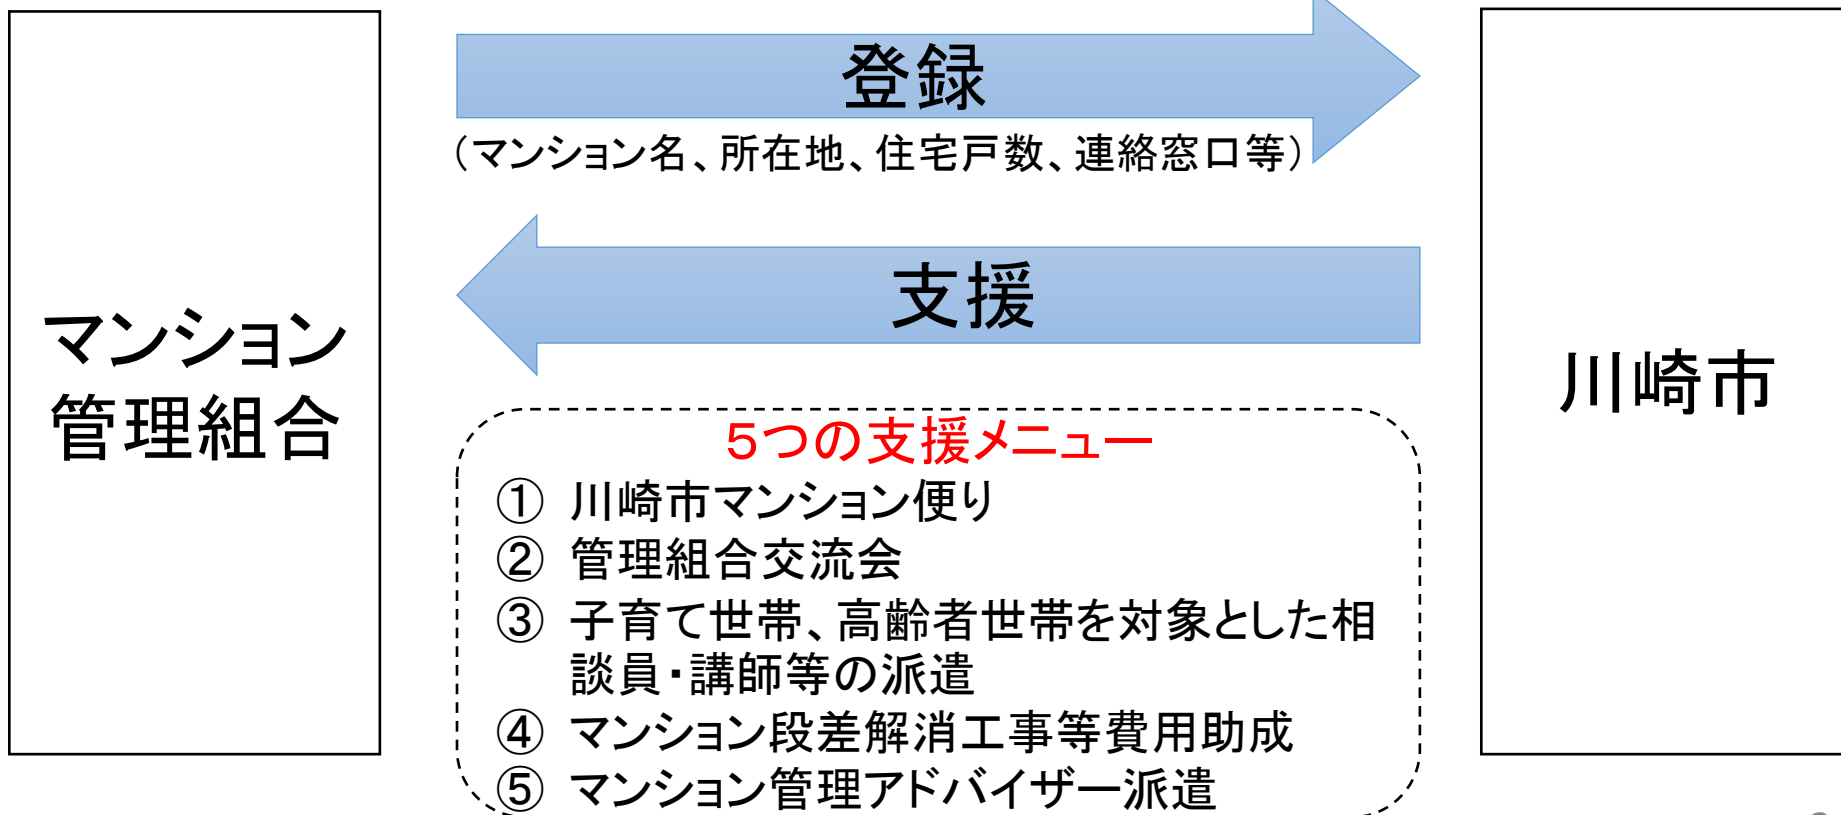 マンション
管理組合
登録
（マンション名、所在地、住宅戸数、連絡窓口等）
支援
５つの支援メニュー
① 川崎市マンション便り
② 管理組合交流会
③ 子育て世帯、高齢者世帯を対象とした相
談員・講師等の派遣
④ マンション段差解消工事等費用助成
⑤ マンション管理アドバイザー派遣
川崎市